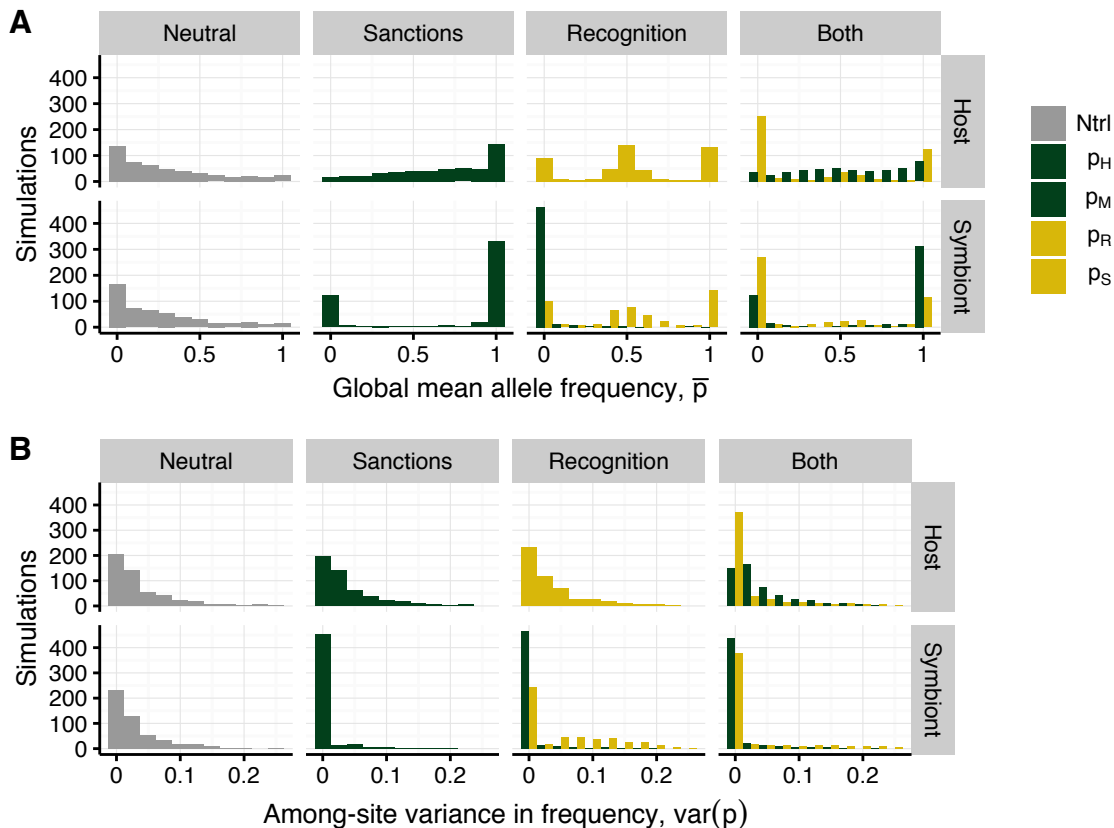 A
Neutral Sanctions Recognition Both
400
300
200
100
0
Host
400
300
200
100
0
Symbiont
Simulations
0 0.5 1 0 0.5 1 0 0.5 1 0 0.5 1
Global mean allele frequency, p̅
Ntrl
pH
pM
pR
pS
B
Neutral Sanctions Recognition Both
400
300
200
100
0
Host
400
300
200
100
0
Symbiont
Simulations
0 0.1 0.2 0 0.1 0.2 0 0.1 0.2 0 0.1 0.2
Among-site variance in frequency, var(p)